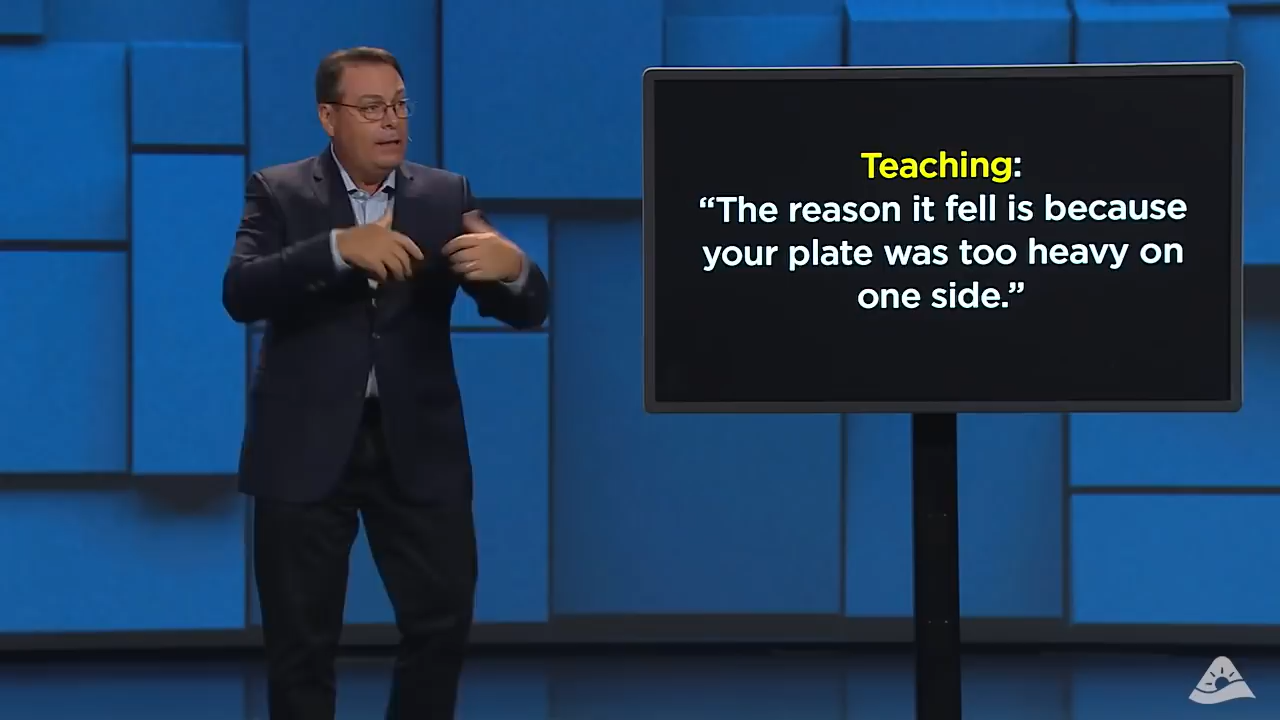 Teaching:
“The reason it fell is because
your plate was too heavy on
one side.”